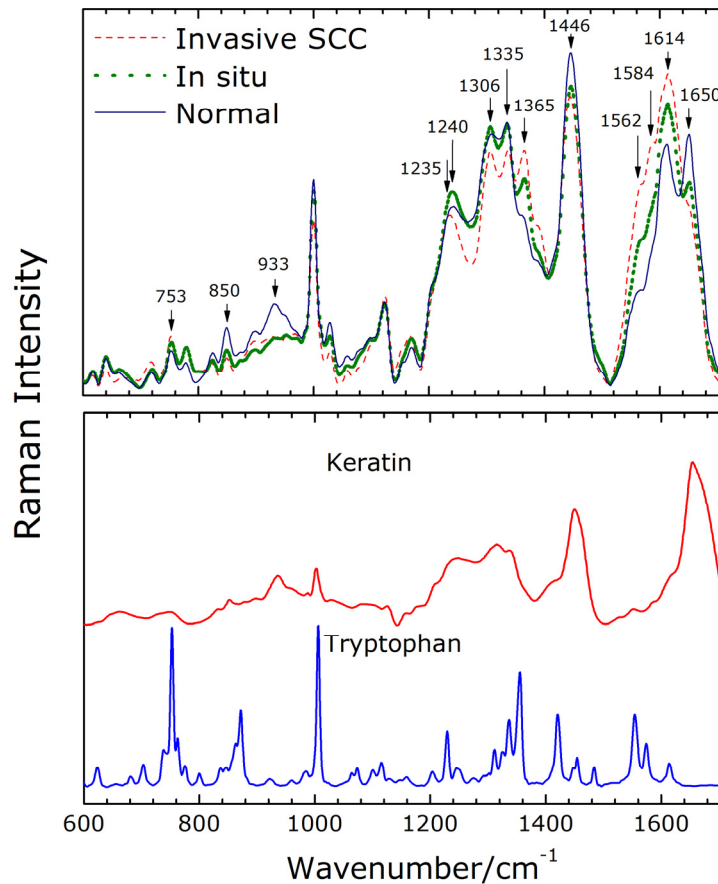 Invasive SCC
In situ
Normal
753
850
933
1235
1240
1306
1335
1365
1446
1562
1584
1614
1650
Raman Intensity
Keratin
Tryptophan
600 800 1000 1200 1400 1600
Wavenumber/cm⁻¹